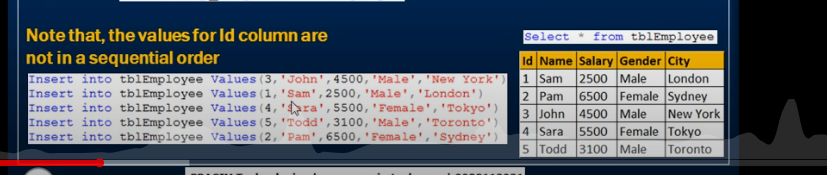 Note that, the values for Id column are
not in a sequential order
Insert into tblEmployee Values(3,'John',4500,'Male','New York')
Insert into tblEmployee Values(1,'Sam',2500,'Male','London')
Insert into tblEmployee Values(4,'Sara',5500,'Female','Tokyo')
Insert into tblEmployee Values(5,'Todd',3100,'Male','Toronto')
Insert into tblEmployee Values(2,'Pam',6500,'Female','Sydney')
Select * from tblEmployee
Id Name Salary Gender City
1 Sam 2500 Male London
2 Pam 6500 Female Sydney
3 John 4500 Male New York
4 Sara 5500 Female Tokyo
5 Todd 3100 Male Toronto